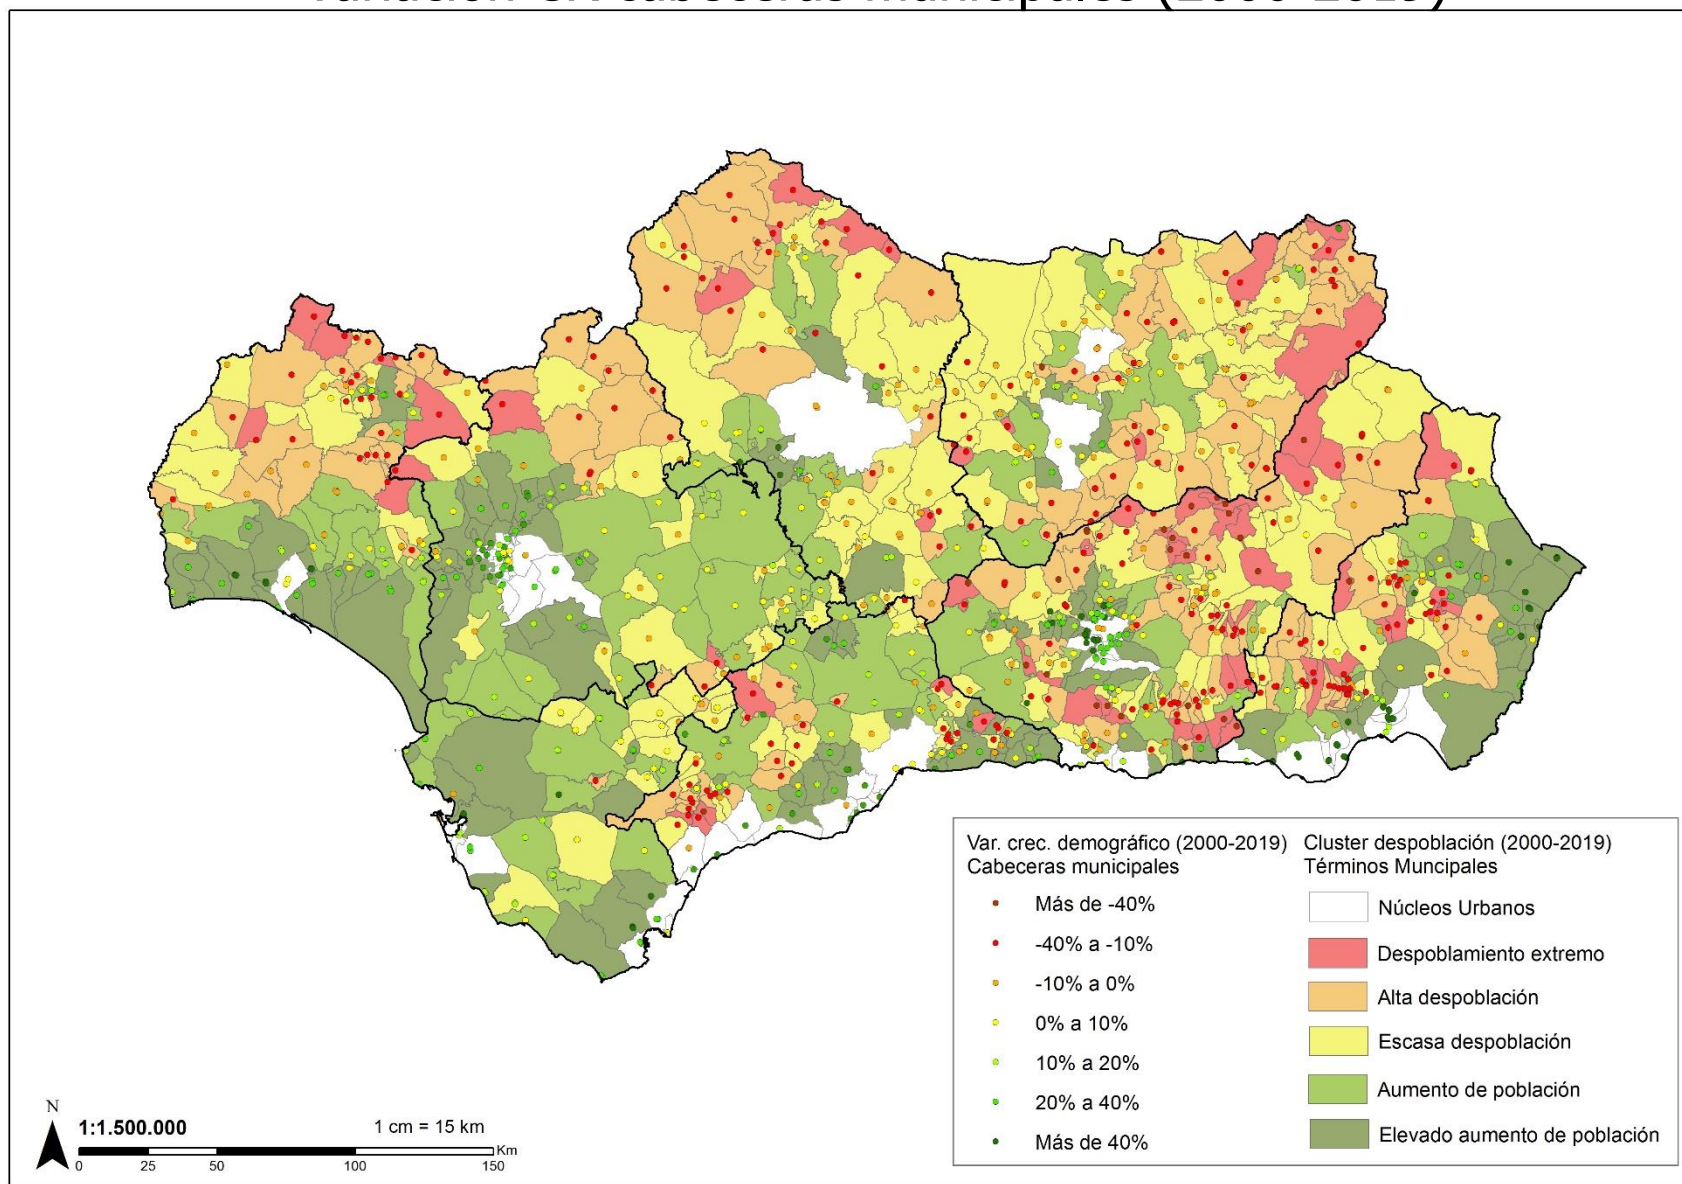 municipales (2000-2019)
Var. crec. demográfico (2000-2019)
Cabeceras municipales
Más de -40%
-40% a -10%
-10% a 0%
0% a 10%
10% a 20%
20% a 40%
Más de 40%
Cluster despoblación (2000-2019)
Términos Muncipales
Núcleos Urbanos
Despoblamiento extremo
Alta despoblación
Escasa despoblación
Aumento de población
Elevado aumento de población
N
1:1.500.000
1 cm = 15 km
Km
0 25 50 100 150